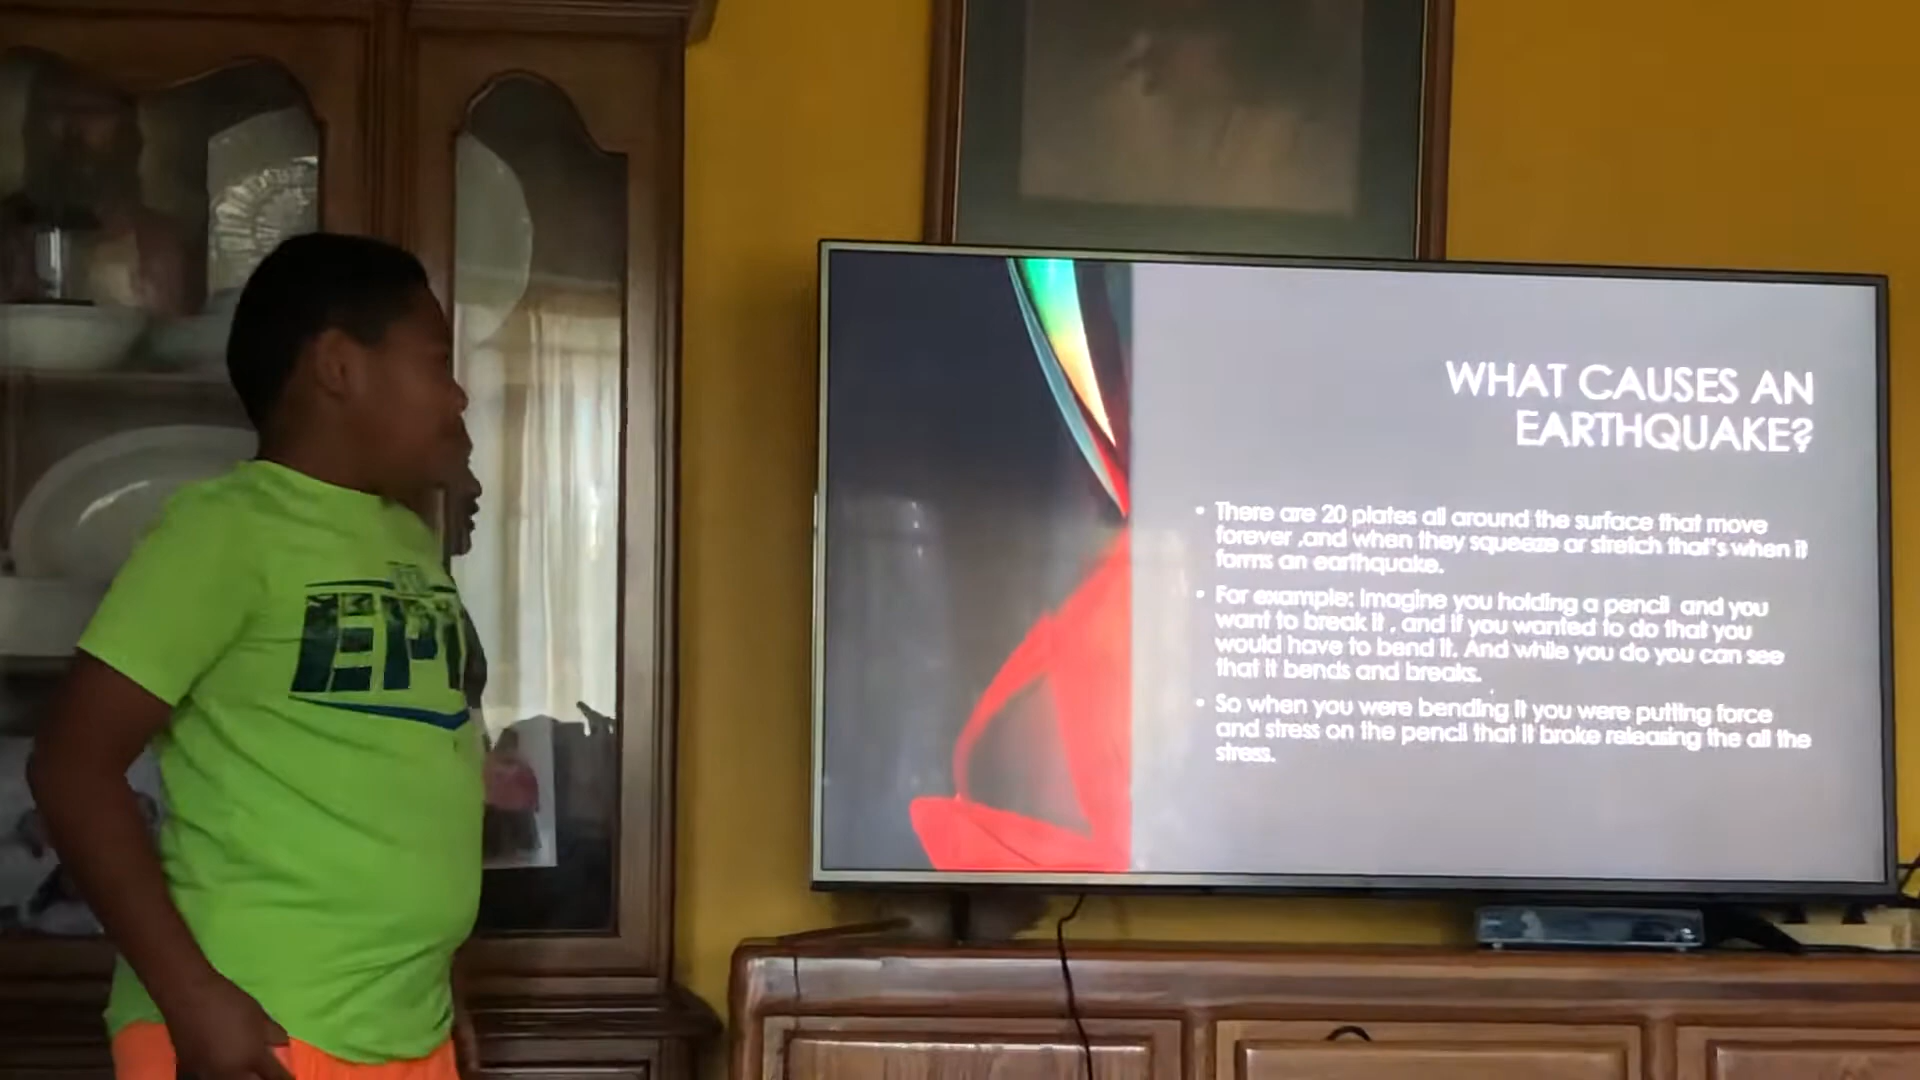 WHAT CAUSES AN
EARTHQUAKE?
• There are 20 plates all around the surface that move
forever ,and when they squeeze or stretch that's when it
forms an earthquake.
• For example: Imagine you holding a pencil and you
want to break it , and if you wanted to do that you
would have to bend it. And while you do you can see
that it bends and breaks.
• So when you were bending it you were putting force
and stress on the pencil that it broke releasing the all the
stress.